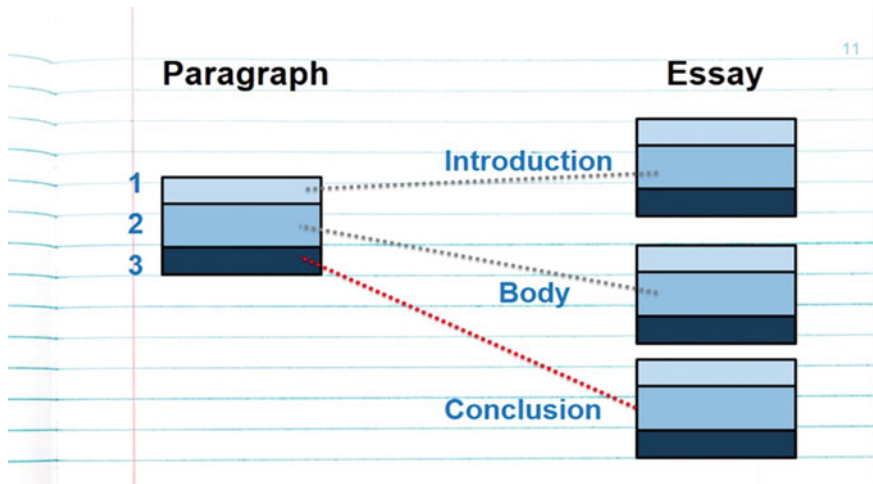 11
Paragraph Essay
Introduction
1
2
3
Body
Conclusion